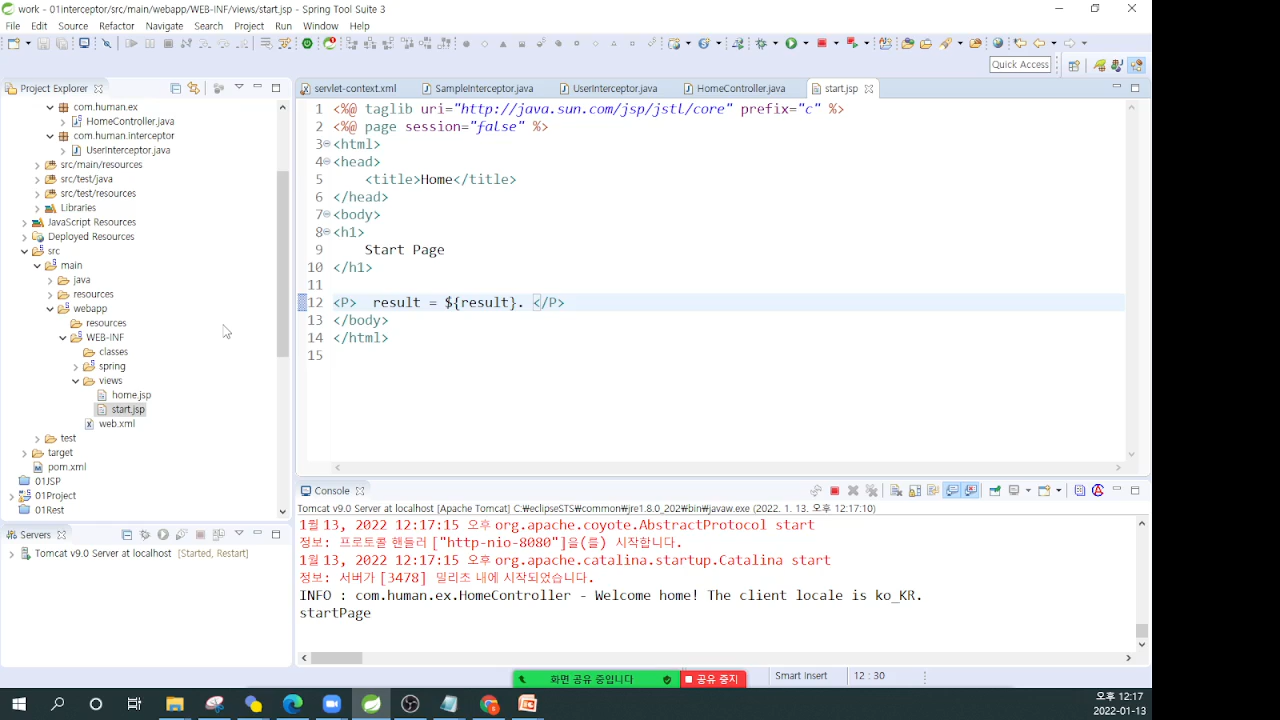 work - 01interceptor/src/main/webapp/WEB-INF/views/start.jsp - Spring Tool Suite 3
File Edit Source Refactor Navigate Search Project Run Window Help
Quick Access
Project Explorer
com.human.ex
HomeController.java
com.human.interceptor
UserInterceptor.java
src/main/resources
src/test/java
src/test/resources
Libraries
JavaScript Resources
Deployed Resources
src
main
java
resources
webapp
resources
WEB-INF
classes
spring
views
home.jsp
start.jsp
web.xml
test
target
pom.xml
01JSP
01Project
01Rest
Servers
Tomcat v9.0 Server at localhost [Started, Restart]
servlet-context.xml SampleInterceptor.java UserInterceptor.java HomeController.java start.jsp
1 <%@ taglib uri="http://java.sun.com/jsp/jstl/core" prefix="c" %>
2 <%@ page session="false" %>
3 <html>
4 <head>
5 <title>Home</title>
6 </head>
7 <body>
8 <h1>
9 Start Page
10 </h1>
11
12 <P> result = ${result}. </P>
13 </body>
14 </html>
15
Console
Tomcat v9.0 Server at localhost [Apache Tomcat] C:₩eclipseSTS₩common₩jre1.8.0_202₩bin₩javaw.exe (2022. 1. 13. 오후 12:17:10)
1월 13, 2022 12:17:15 오후 org.apache.coyote.AbstractProtocol start
정보: 프로토콜 핸들러 ["http-nio-8080"]을(를) 시작합니다.
1월 13, 2022 12:17:15 오후 org.apache.catalina.startup.Catalina start
정보: 서버가 [3478] 밀리초 내에 시작되었습니다.
INFO : com.human.ex.HomeController - Welcome home! The client locale is ko_KR.
startPage
화면 공유 중입니다 공유 중지
Smart Insert 12 : 30
오후 12:17
2022-01-13